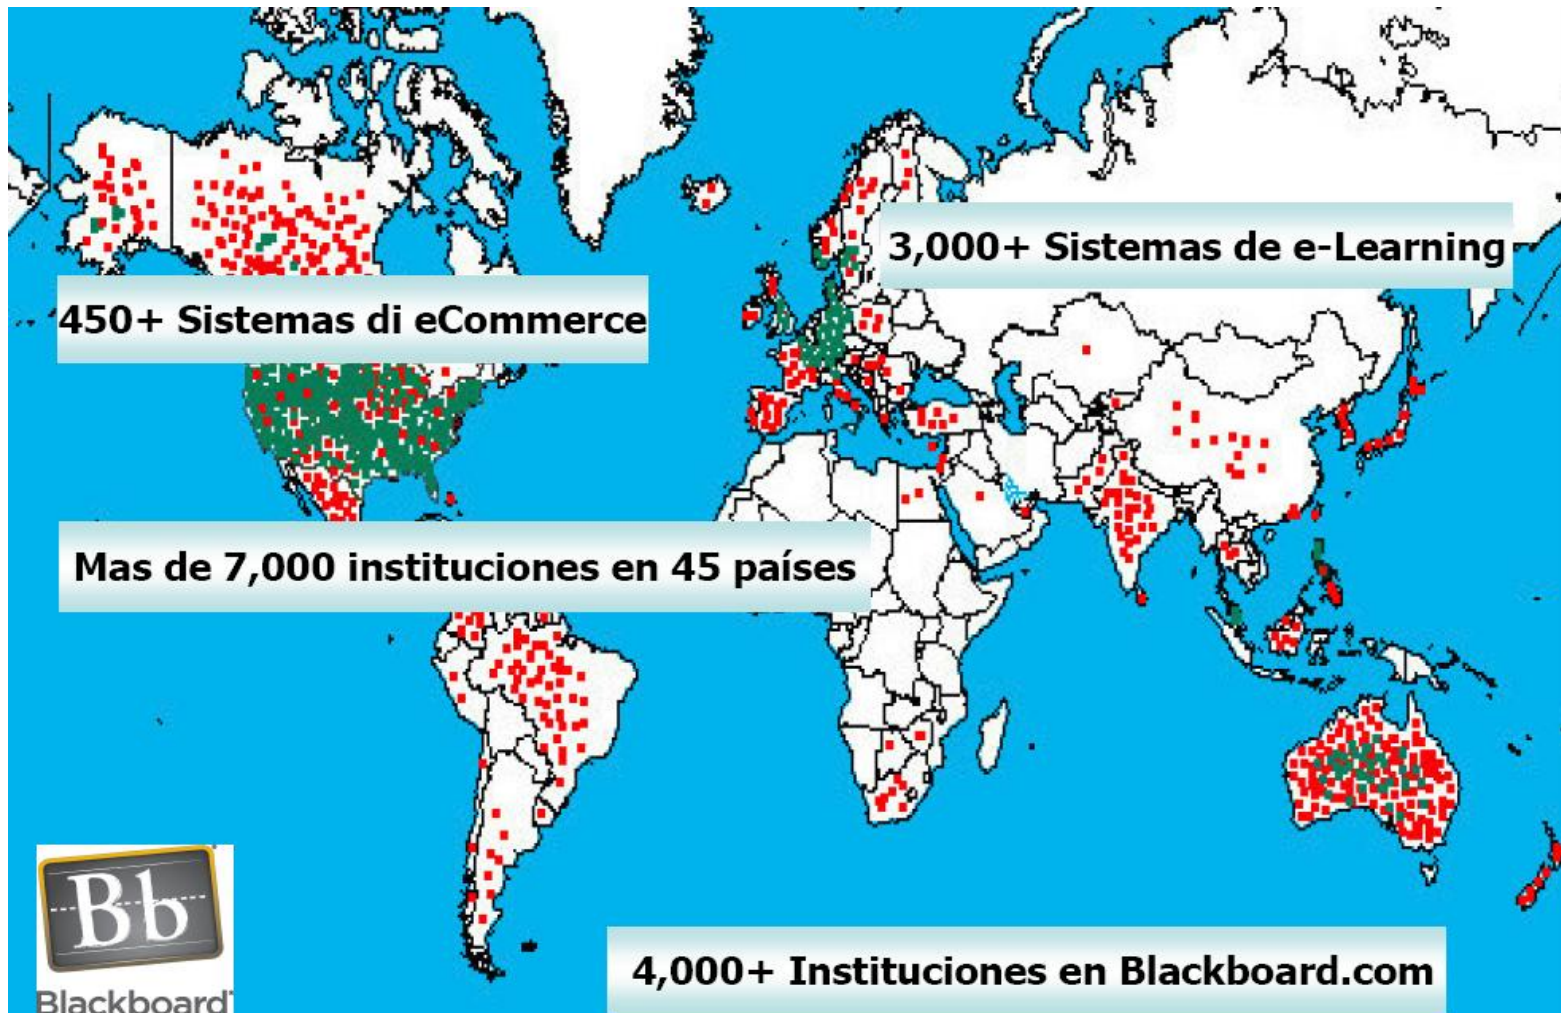 3,000+ Sistemas de e-Learning
450+ Sistemas di eCommerce
Mas de 7,000 instituciones en 45 países
Bb
Blackboard
4,000+ Instituciones en Blackboard.com